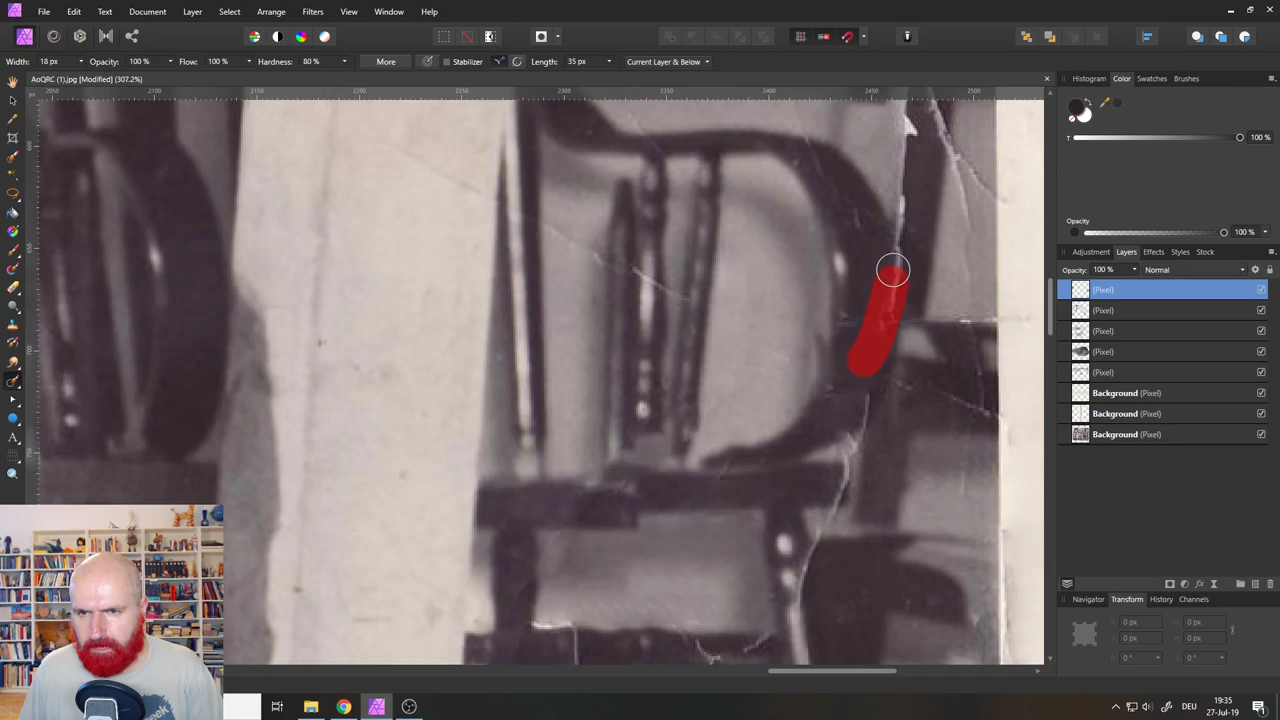 File Edit Text Document Layer Select Arrange Filters View Window Help
Width: 18 px Opacity: 100 % Flow: 100 % Hardness: 80 % More Stabilizer Length: 35 px Current Layer & Below
AoQRC (1).jpg [Modified] (307.2%)
Histogram Color Swatches Brushes
px 2050 2100 2200 2250 2300 2350 2400 2450 2500
T 100 %
Opacity
100 %
Adjustment Layers Effects Styles Stock
Opacity: 100 % Normal
(Pixel)
(Pixel)
(Pixel)
(Pixel)
(Pixel)
Background (Pixel)
Background (Pixel)
Background (Pixel)
Navigator Transform History Channels
X: 0 px W: 0 px
Y: 0 px H: 0 px
R: 0 ° S: 0 °
DEU
19:35
27-Jul-19